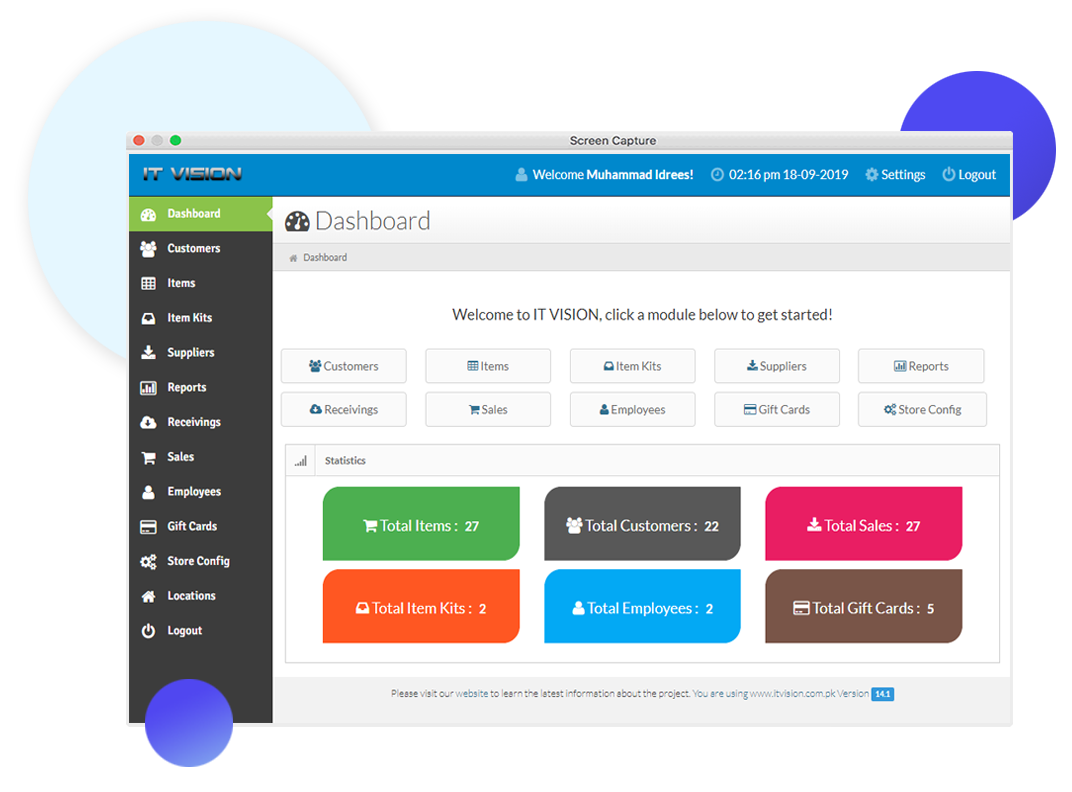 Screen Capture
IT VISION
Welcome Muhammad Idrees!
02:16 pm 18-09-2019
Settings
Logout
Dashboard
Customers
Items
Item Kits
Suppliers
Reports
Receivings
Sales
Employees
Gift Cards
Store Config
Locations
Logout
Dashboard
Dashboard
Welcome to IT VISION, click a module below to get started!
Customers
Items
Item Kits
Suppliers
Reports
Receivings
Sales
Employees
Gift Cards
Store Config
Statistics
Total Items : 27
Total Customers : 22
Total Sales : 27
Total Item Kits : 2
Total Employees : 2
Total Gift Cards : 5
Please visit our website to learn the latest information about the project. You are using www.itvision.com.pk Version 14.1